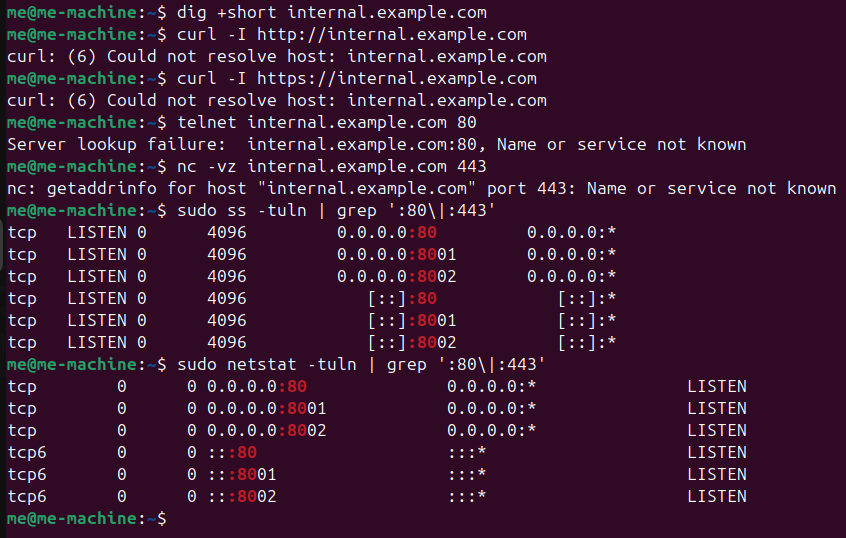 me@me-machine:~$ dig +short internal.example.com
me@me-machine:~$ curl -I http://internal.example.com
curl: (6) Could not resolve host: internal.example.com
me@me-machine:~$ curl -I https://internal.example.com
curl: (6) Could not resolve host: internal.example.com
me@me-machine:~$ telnet internal.example.com 80
Server lookup failure:  internal.example.com:80, Name or service not known
me@me-machine:~$ nc -vz internal.example.com 443
nc: getaddrinfo for host "internal.example.com" port 443: Name or service not known
me@me-machine:~$ sudo ss -tuln | grep ':80\|:443'
tcp   LISTEN 0      4096         0.0.0.0:80         0.0.0.0:*
tcp   LISTEN 0      4096         0.0.0.0:8001       0.0.0.0:*
tcp   LISTEN 0      4096         0.0.0.0:8002       0.0.0.0:*
tcp   LISTEN 0      4096            [::]:80            [::]:*
tcp   LISTEN 0      4096            [::]:8001          [::]:*
tcp   LISTEN 0      4096            [::]:8002          [::]:*
me@me-machine:~$ sudo netstat -tuln | grep ':80\|:443'
tcp        0      0 0.0.0.0:80              0.0.0.0:*               LISTEN
tcp        0      0 0.0.0.0:8001            0.0.0.0:*               LISTEN
tcp        0      0 0.0.0.0:8002            0.0.0.0:*               LISTEN
tcp6       0      0 :::80                   :::*                    LISTEN
tcp6       0      0 :::8001                 :::*                    LISTEN
tcp6       0      0 :::8002                 :::*                    LISTEN
me@me-machine:~$